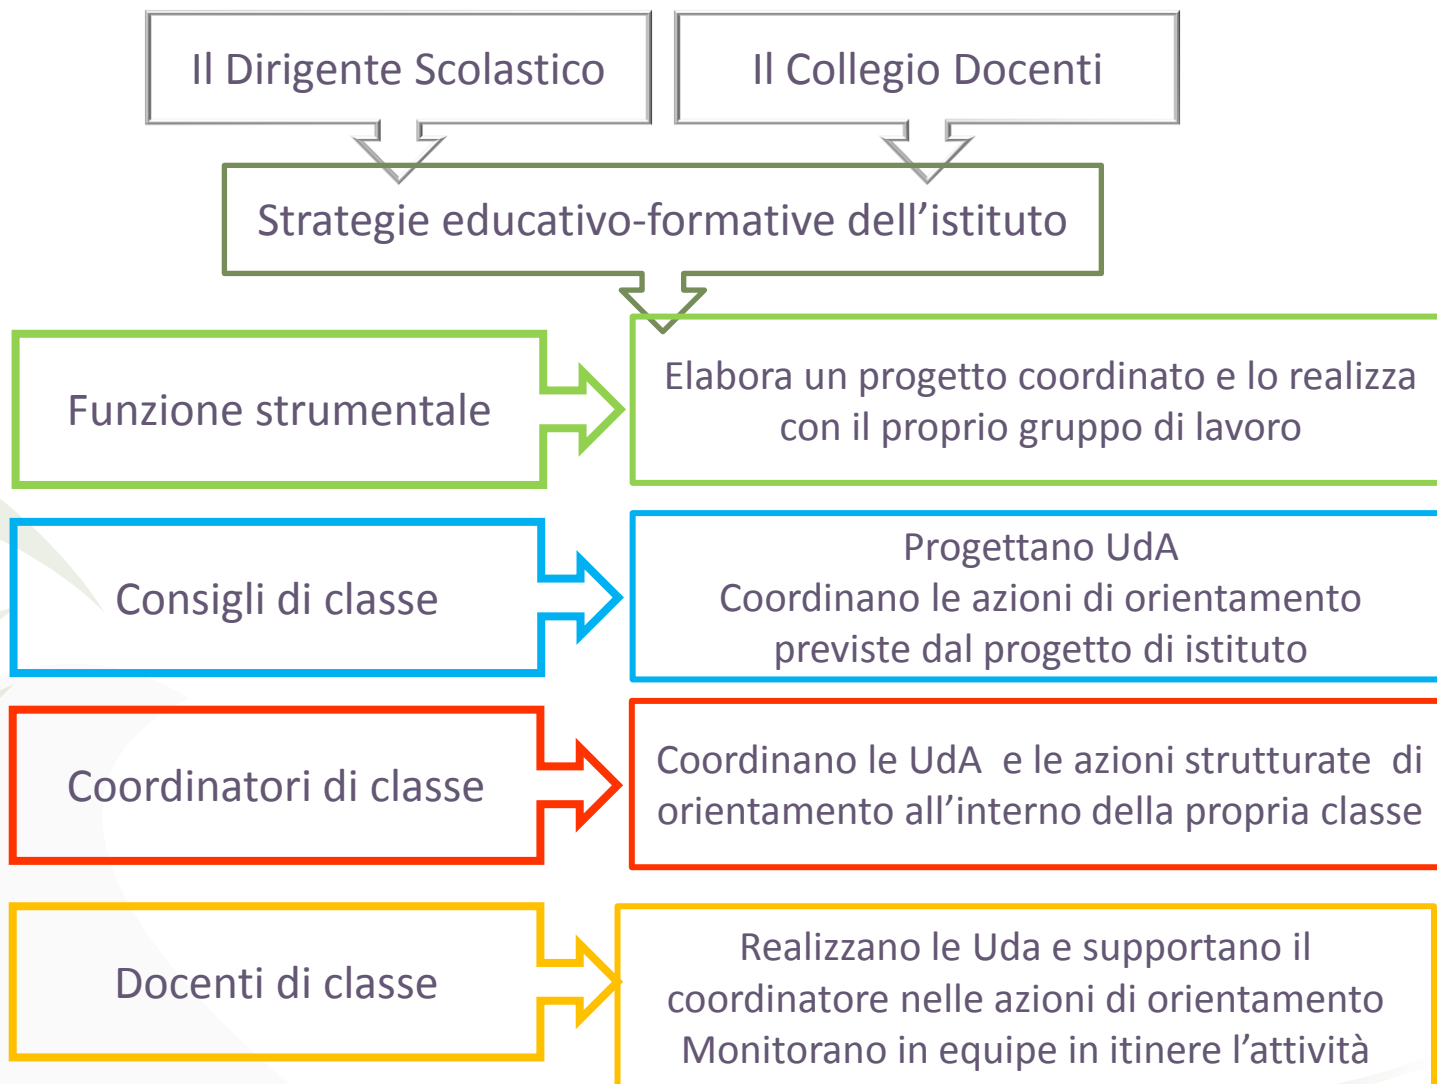 Il Dirigente Scolastico
Il Collegio Docenti
Strategie educativo-formative dell’istituto
Funzione strumentale
Elabora un progetto coordinato e lo realizza
con il proprio gruppo di lavoro
Consigli di classe
Progettano UdA
Coordinano le azioni di orientamento
previste dal progetto di istituto
Coordinatori di classe
Coordinano le UdA e le azioni strutturate di
orientamento all’interno della propria classe
Docenti di classe
Realizzano le Uda e supportano il
coordinatore nelle azioni di orientamento
Monitorano in equipe in itinere l’attività